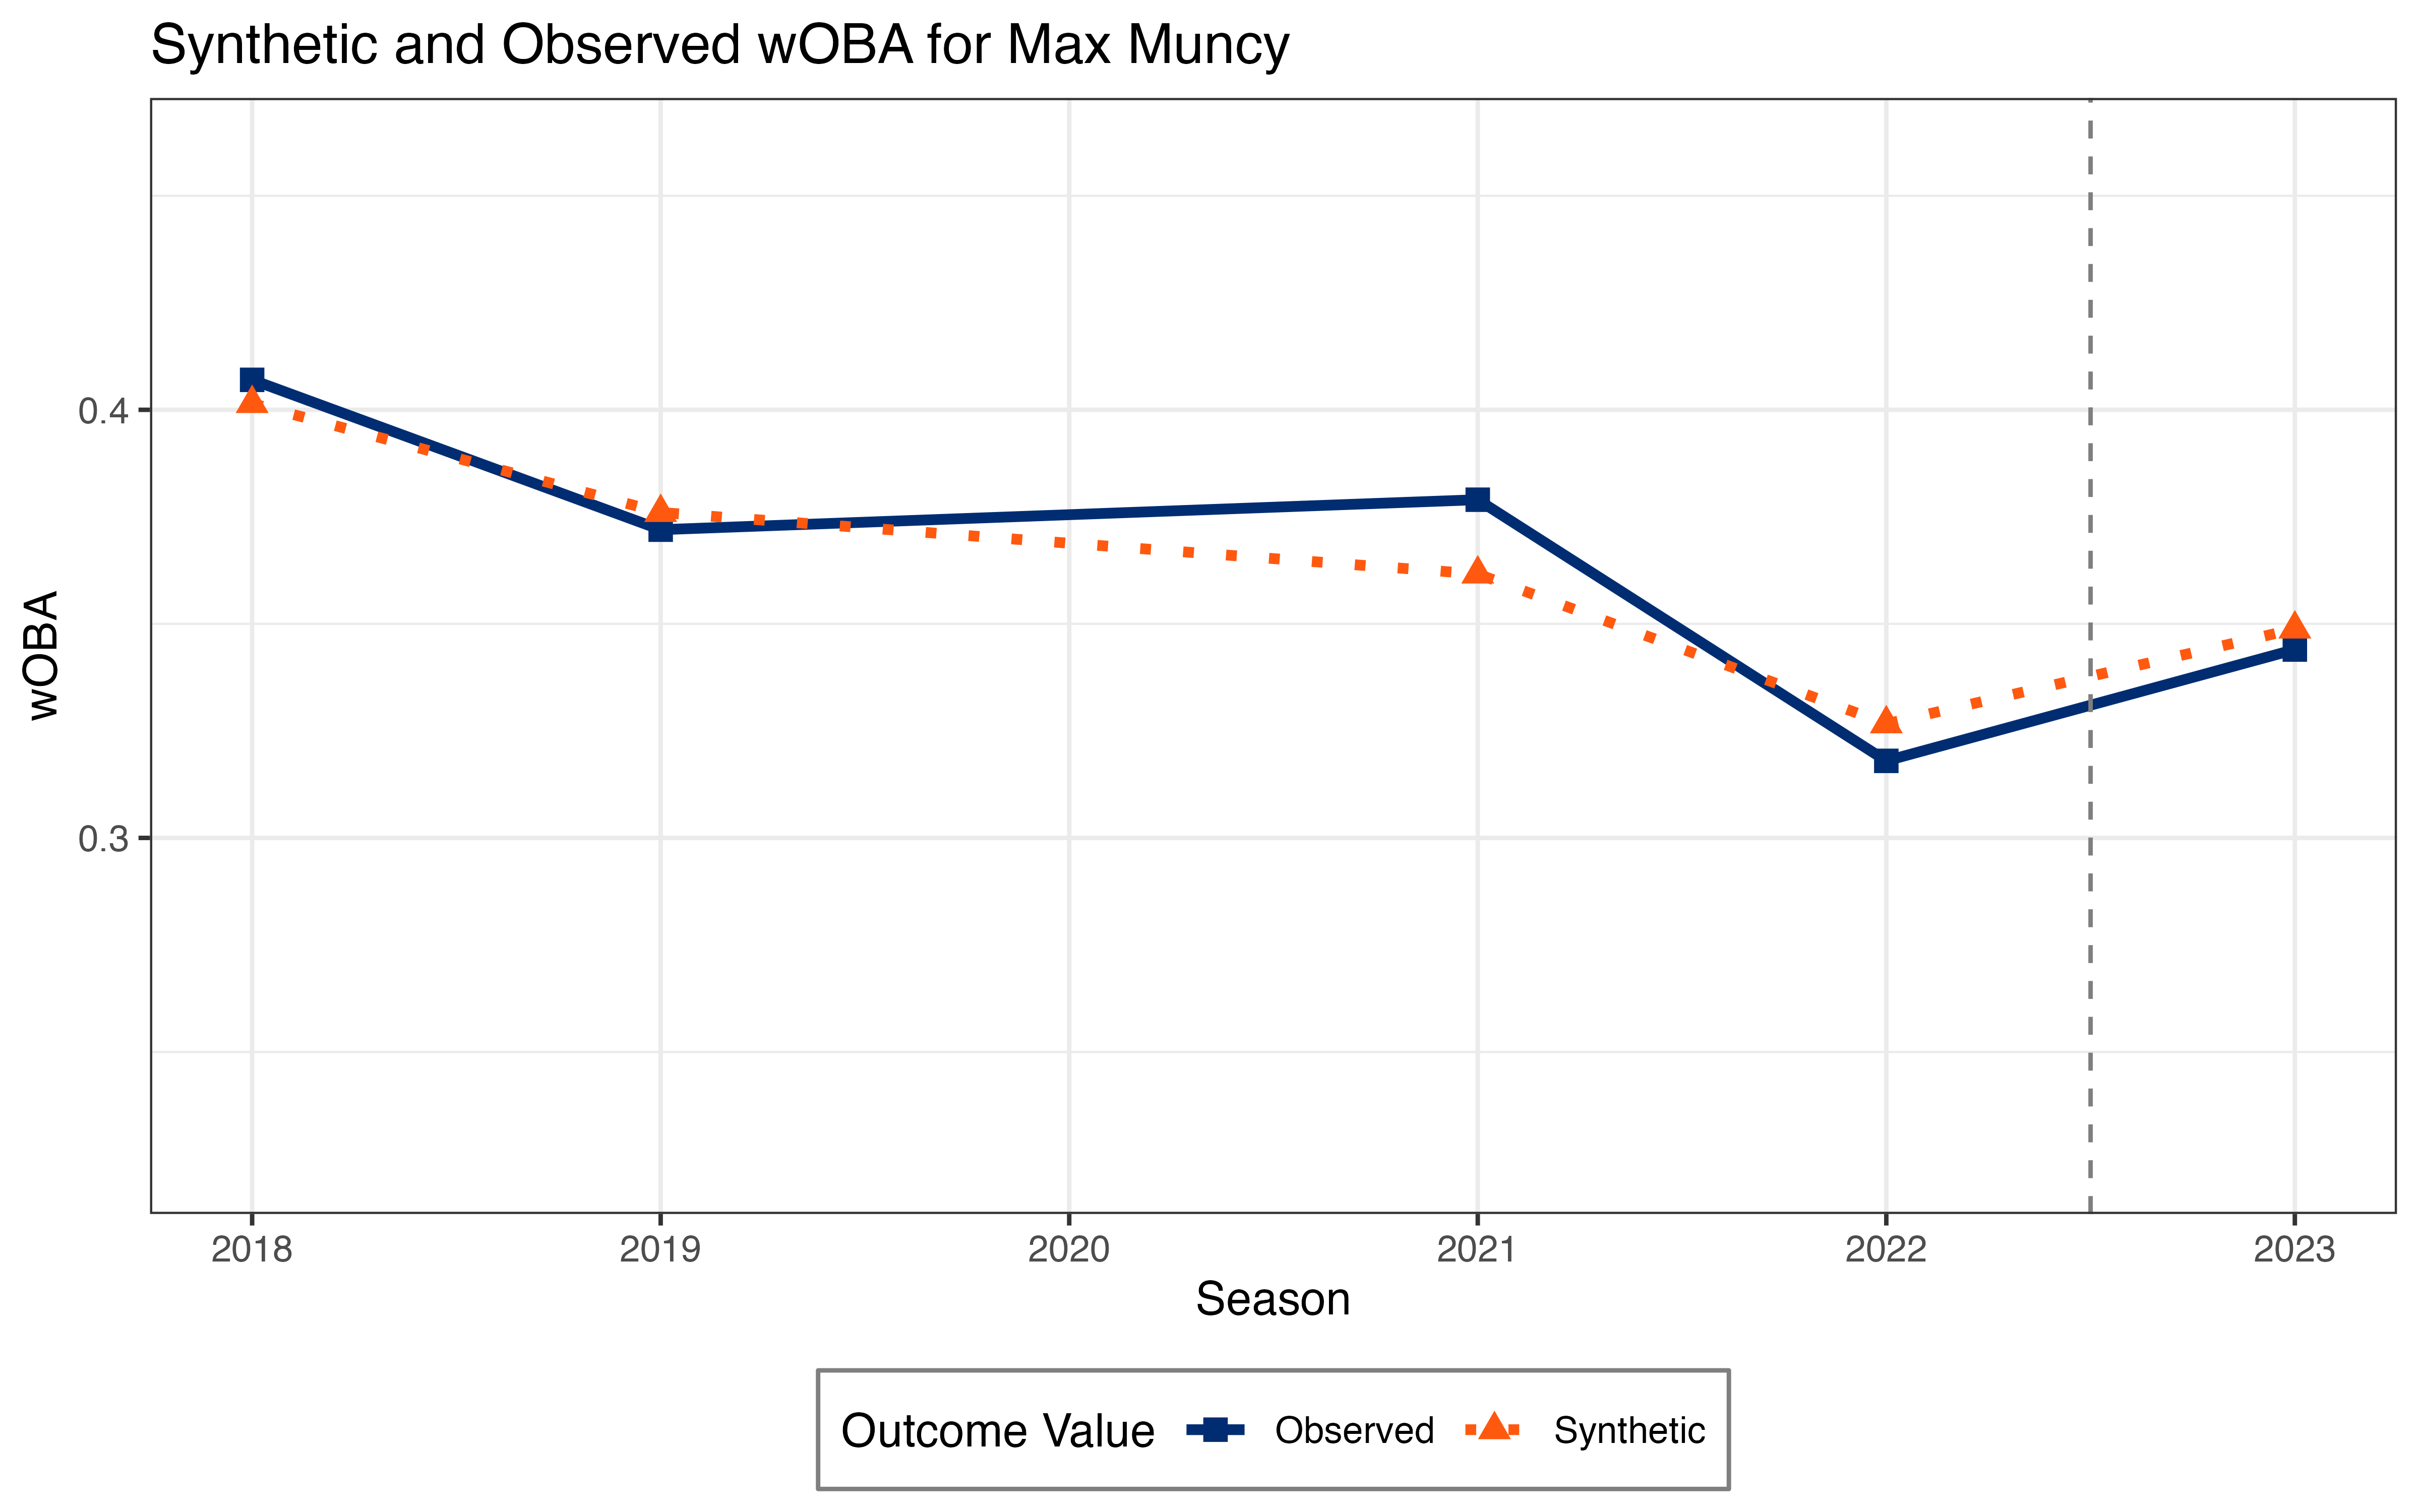 Synthetic and Observed wOBA for Max Muncy
wOBA
0.4
0.3
2018 2019 2020 2021 2022 2023
Season
Outcome Value Observed Synthetic